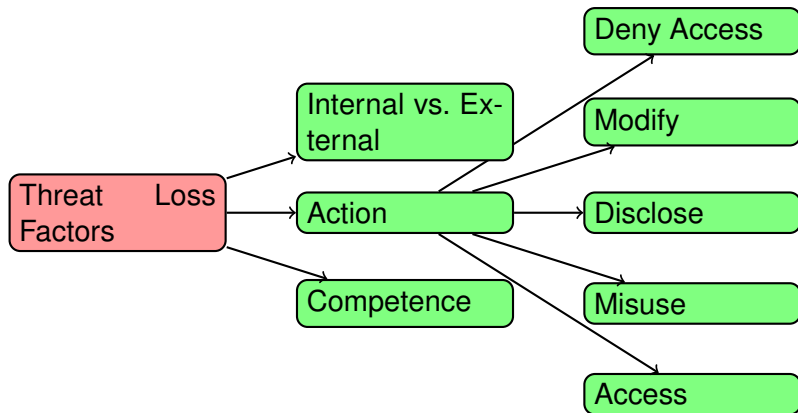 Deny Access
Internal vs. Ex-
ternal
Modify
Threat Loss
Factors
Action
Disclose
Competence
Misuse
Access